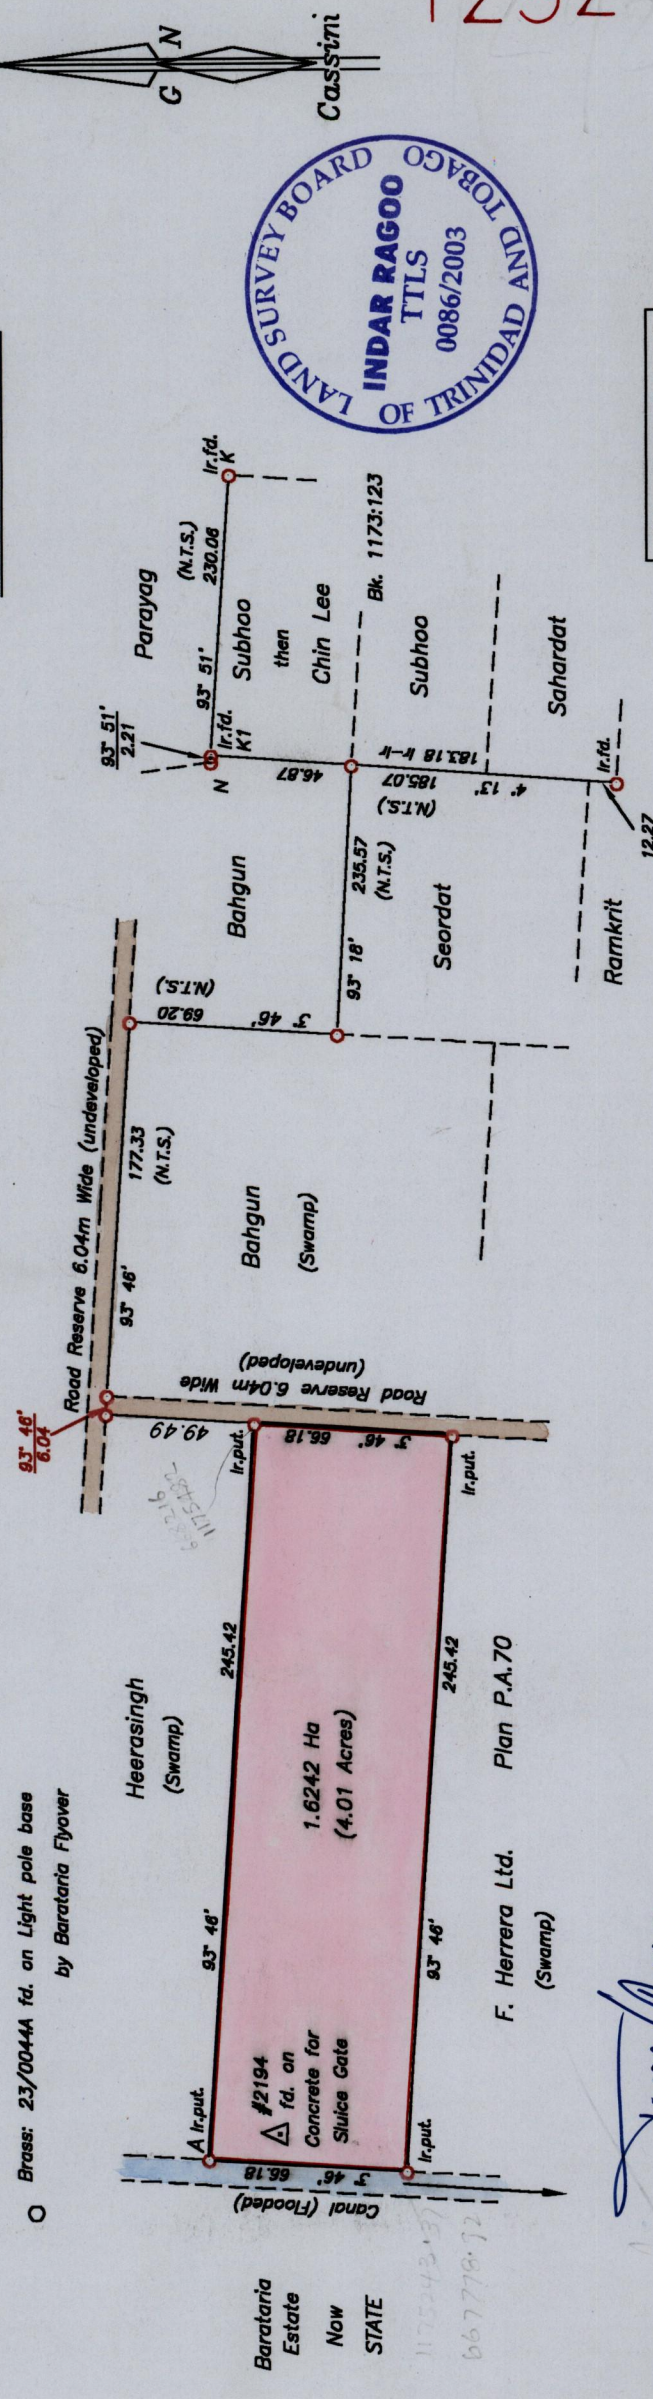 1232
G N
Cassini
LAND SURVEY BOARD
OF TRINIDAD AND TOBAGO
INDAR RAGOO
TTLS
0086/2003
Brass: 23/0044A fd. on Light pole base
by Barataria Flyover
Barataria
Estate
Now
STATE
Canal (Flooded)
3° 46' 66.18
A Ir.put.
Ir.put.
#2194
fd. on
Concrete for
Sluice Gate
Heerasingh
(Swamp)
93° 46' 245.42
1.6242 Ha
(4.01 Acres)
93° 46' 245.42
F. Herrera Ltd. Plan P.A.70
(Swamp)
Ir.put.
Ir.put.
3° 46' 66.18
49.49
93° 46'
6.04
Road Reserve 6.04m Wide
(undeveloped)
Road Reserve 6.04m Wide (undeveloped)
93° 46' 177.33
(N.T.S.)
Bahgun
(Swamp)
3° 46' 69.20
(N.T.S.)
Bahgun
93° 18' 235.57
(N.T.S.)
Seordat
Ramkrit
93° 51'
2.21
N
Ir.fd.
K1
46.87
4° 13' 185.07
(N.T.S.)
183.18 Ir-Ir
Ir.fd.
12.27
Parayag
93° 51' 230.06
(N.T.S.)
Ir.fd.
K
Subhoo
then
Chin Lee
Bk. 1173:123
Subhoo
Sahardat